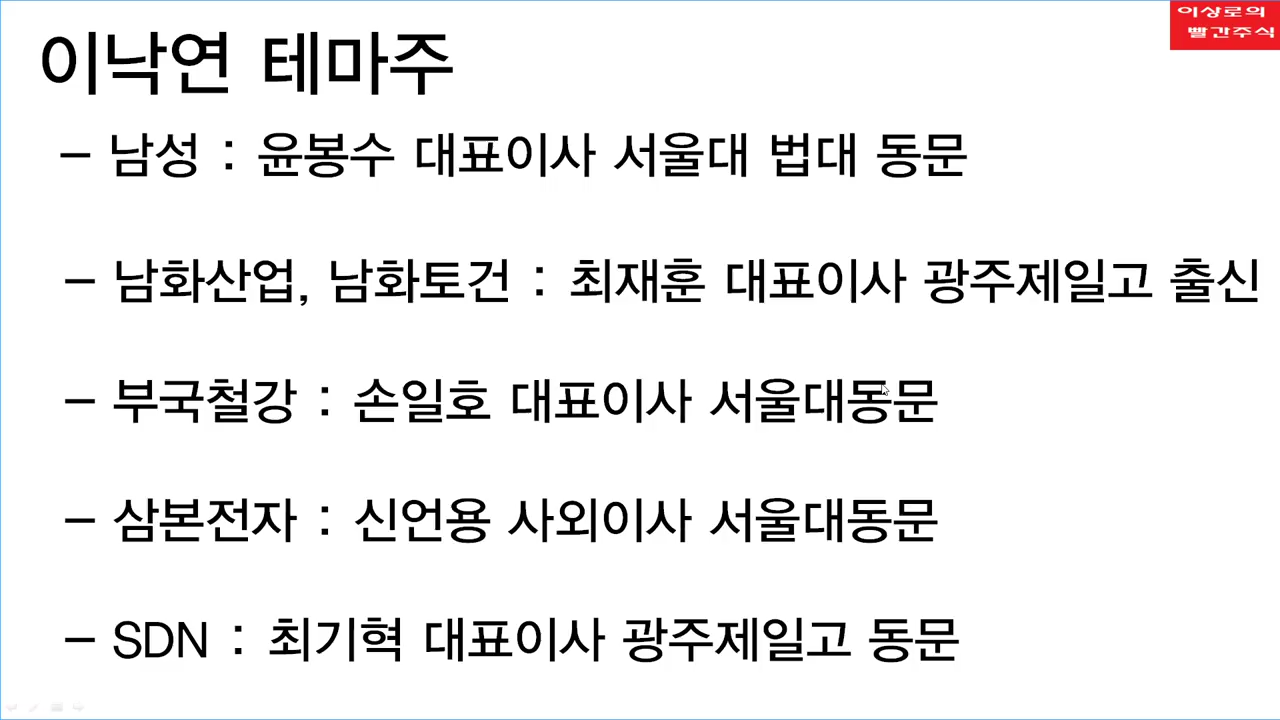 이상로의
빨간주식
이낙연 테마주
– 남성 : 윤봉수 대표이사 서울대 법대 동문
– 남화산업, 남화토건 : 최재훈 대표이사 광주제일고 출신
– 부국철강 : 손일호 대표이사 서울대동문
– 삼본전자 : 신언용 사외이사 서울대동문
– SDN : 최기혁 대표이사 광주제일고 동문